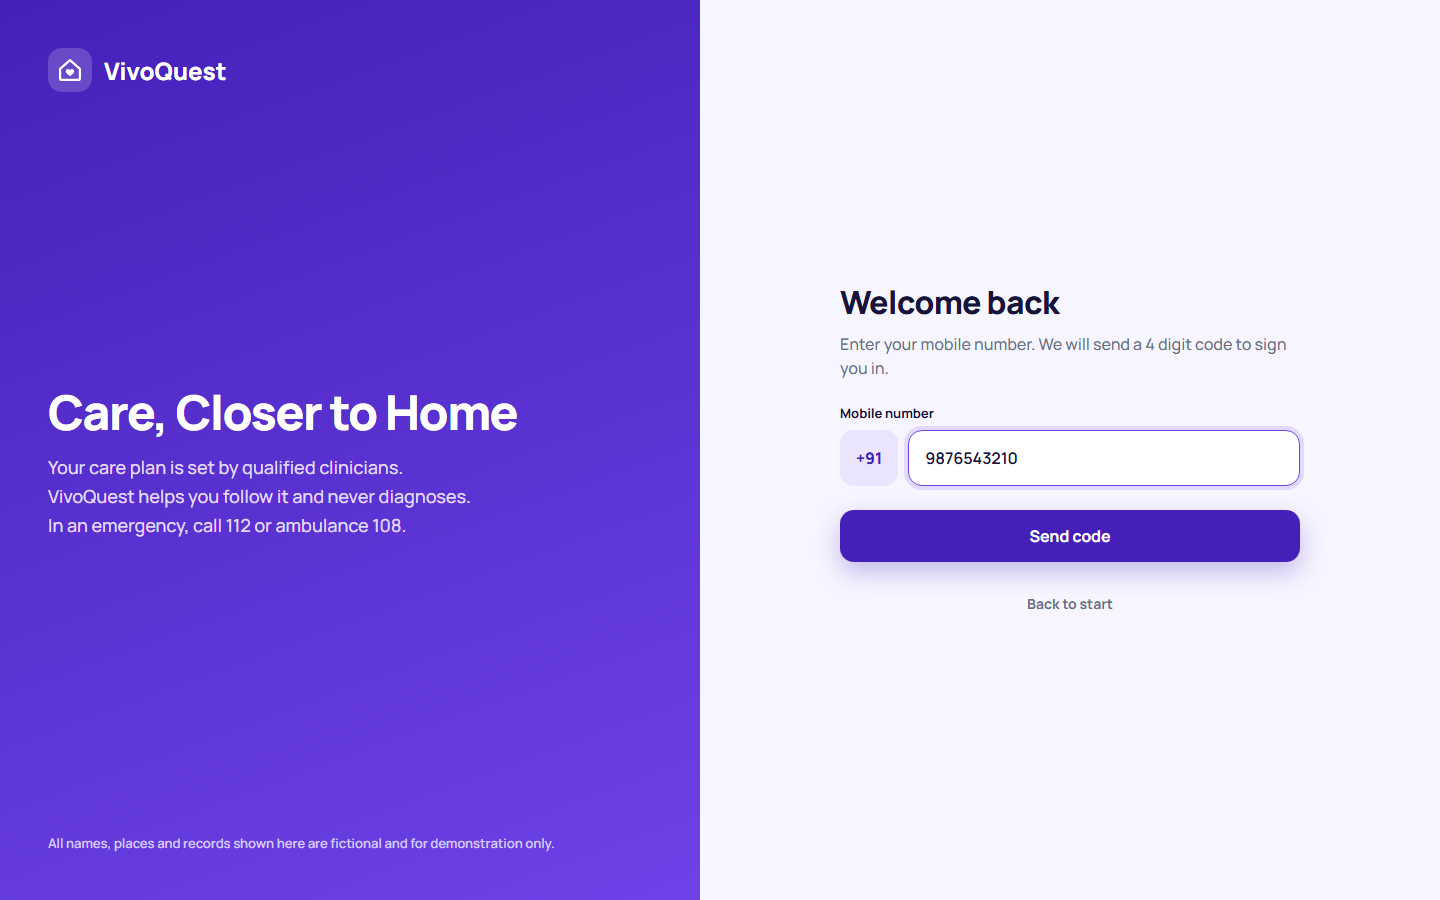 VivoQuest
Care, Closer to Home
Your care plan is set by qualified clinicians.
VivoQuest helps you follow it and never diagnoses.
In an emergency, call 112 or ambulance 108.
All names, places and records shown here are fictional and for demonstration only.
Welcome back
Enter your mobile number. We will send a 4 digit code to sign
you in.
Mobile number
+91 9876543210
Send code
Back to start